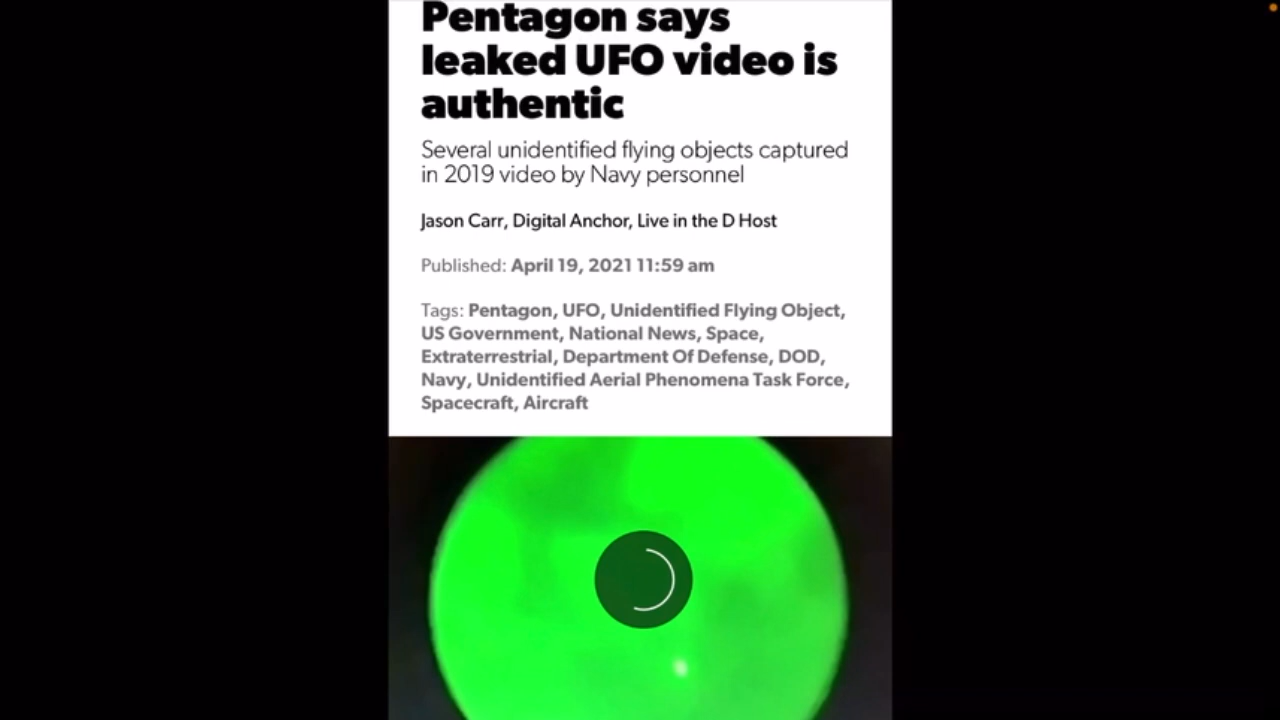 Pentagon says
leaked UFO video is
authentic
Several unidentified flying objects captured
in 2019 video by Navy personnel
Jason Carr, Digital Anchor, Live in the D Host
Published: April 19, 2021 11:59 am
Tags: Pentagon, UFO, Unidentified Flying Object,
US Government, National News, Space,
Extraterrestrial, Department Of Defense, DOD,
Navy, Unidentified Aerial Phenomena Task Force,
Spacecraft, Aircraft